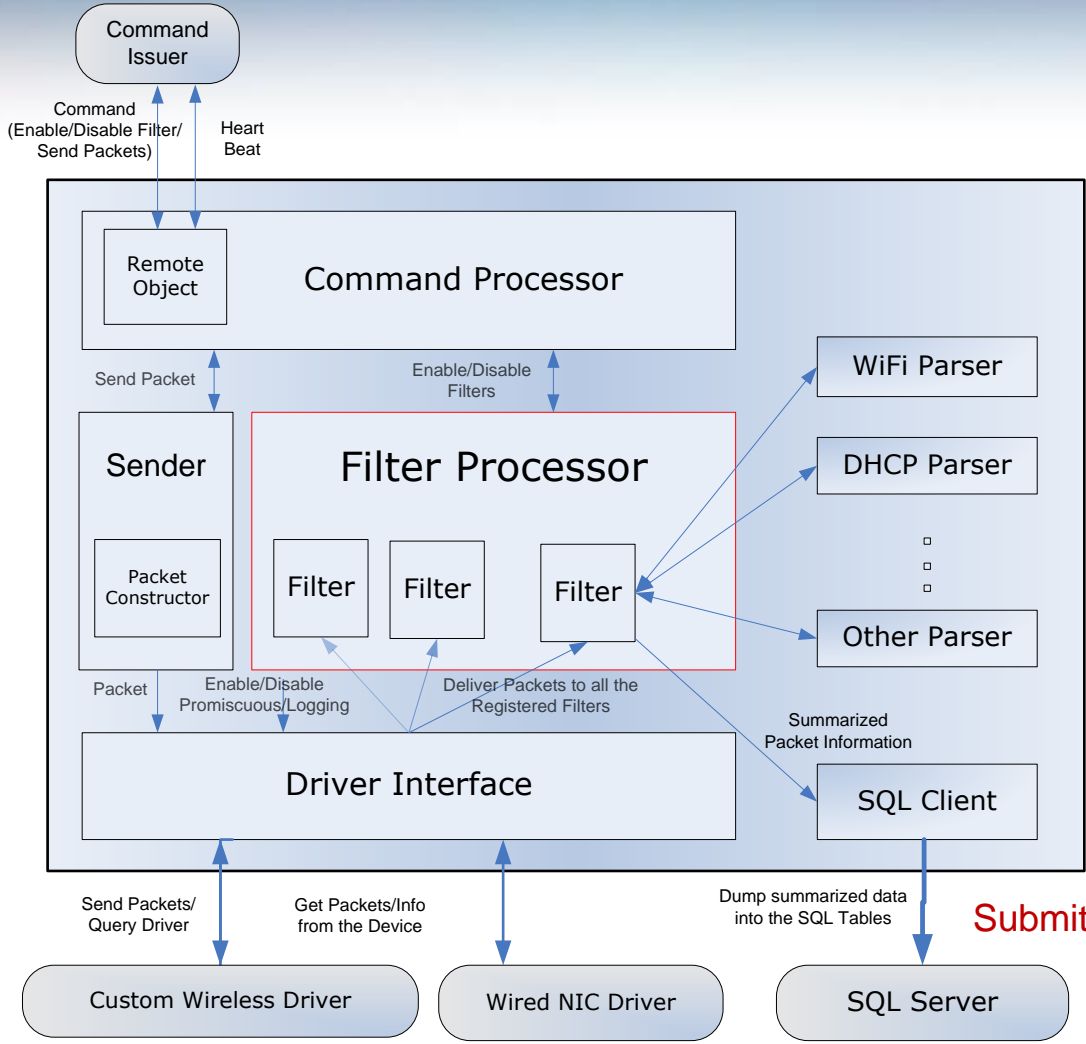 Command
Issuer
Command
(Enable/Disable Filter/
Send Packets)
Heart
Beat
Remote
Object
Command Processor
Send Packet
Enable/Disable
Filters
WiFi Parser
Sender
Filter Processor
DHCP Parser
Packet
Constructor
Filter
Filter
Filter
Other Parser
Packet
Enable/Disable
Promiscuous/Logging
Deliver Packets to all the
Registered Filters
Summarized
Packet Information
Driver Interface
SQL Client
Send Packets/
Query Driver
Get Packets/Info
from the Device
Dump summarized data
into the SQL Tables
Submit
Custom Wireless Driver
Wired NIC Driver
SQL Server